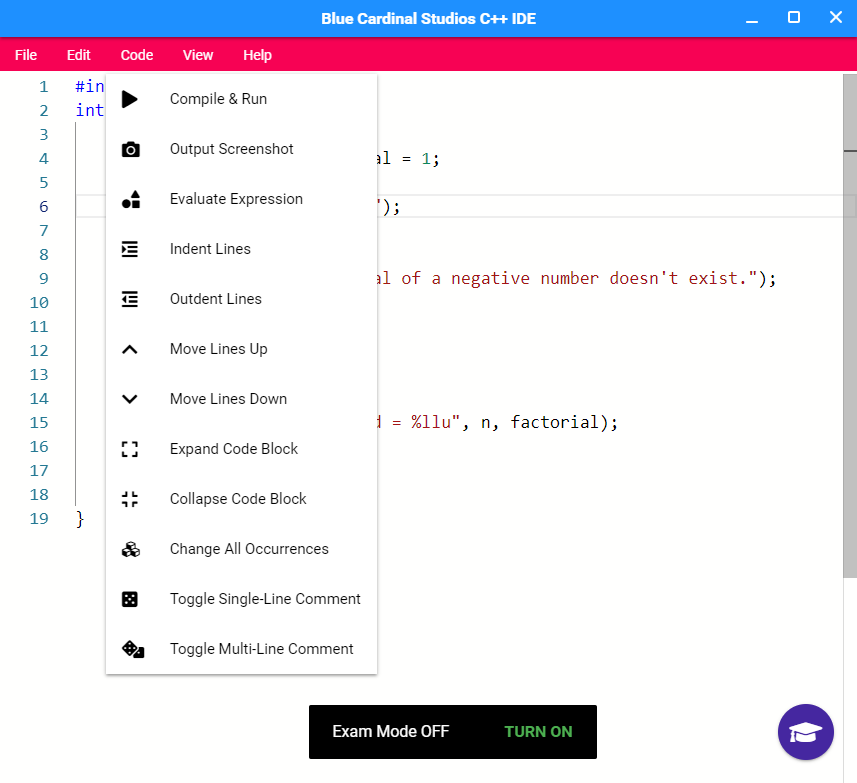 Blue Cardinal Studios C++ IDE
File Edit Code View Help
1 #in
2 int
3
4 al = 1;
5
6 ");
7
8
9 al of a negative number doesn't exist.");
10
11
12
13
14
15 = %llu", n, factorial);
16
17
18
19 }
Compile & Run
Output Screenshot
Evaluate Expression
Indent Lines
Outdent Lines
Move Lines Up
Move Lines Down
Expand Code Block
Collapse Code Block
Change All Occurrences
Toggle Single-Line Comment
Toggle Multi-Line Comment
Exam Mode OFF TURN ON